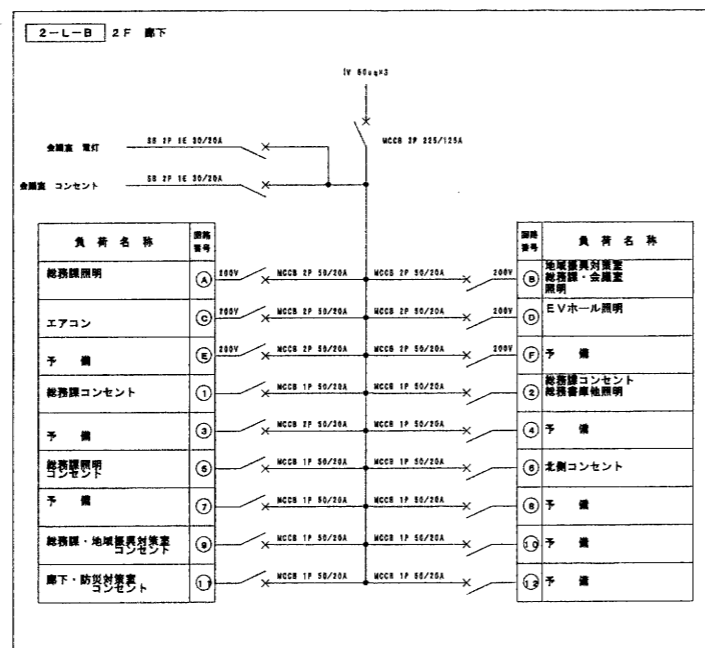 2-L-B 2F 廊下
IV 60sq×3
MCCB 3P 225/125A
会議室 電灯 SB 2P 1E 30/20A
会議室 コンセント SB 2P 1E 30/20A
負荷名称 回路番号
回路番号 負荷名称
総務課照明 A 200V MCCB 2P 50/20A
MCCB 2P 50/20A 200V B 地域振興対策室
総務課・会議室
照明
エアコン C 200V MCCB 2P 50/20A
MCCB 2P 50/20A 200V D EVホール照明
予備 E 200V MCCB 2P 50/20A
MCCB 2P 50/20A 200V F 予備
総務課コンセント 1 MCCB 1P 50/20A
MCCB 1P 50/20A 2 総務課コンセント
総務書庫他照明
予備 3 MCCB 2P 50/30A
MCCB 1P 50/20A 4 予備
総務課照明
コンセント 5 MCCB 1P 50/20A
MCCB 1P 50/20A 6 北側コンセント
予備 7 MCCB 1P 50/20A
MCCB 1P 50/20A 8 予備
総務課・地域振興対策室
コンセント 9 MCCB 1P 50/20A
MCCB 1P 50/20A 10 予備
廊下・防災対策室
コンセント 11 MCCB 1P 50/20A
MCCB 1P 50/20A 12 予備